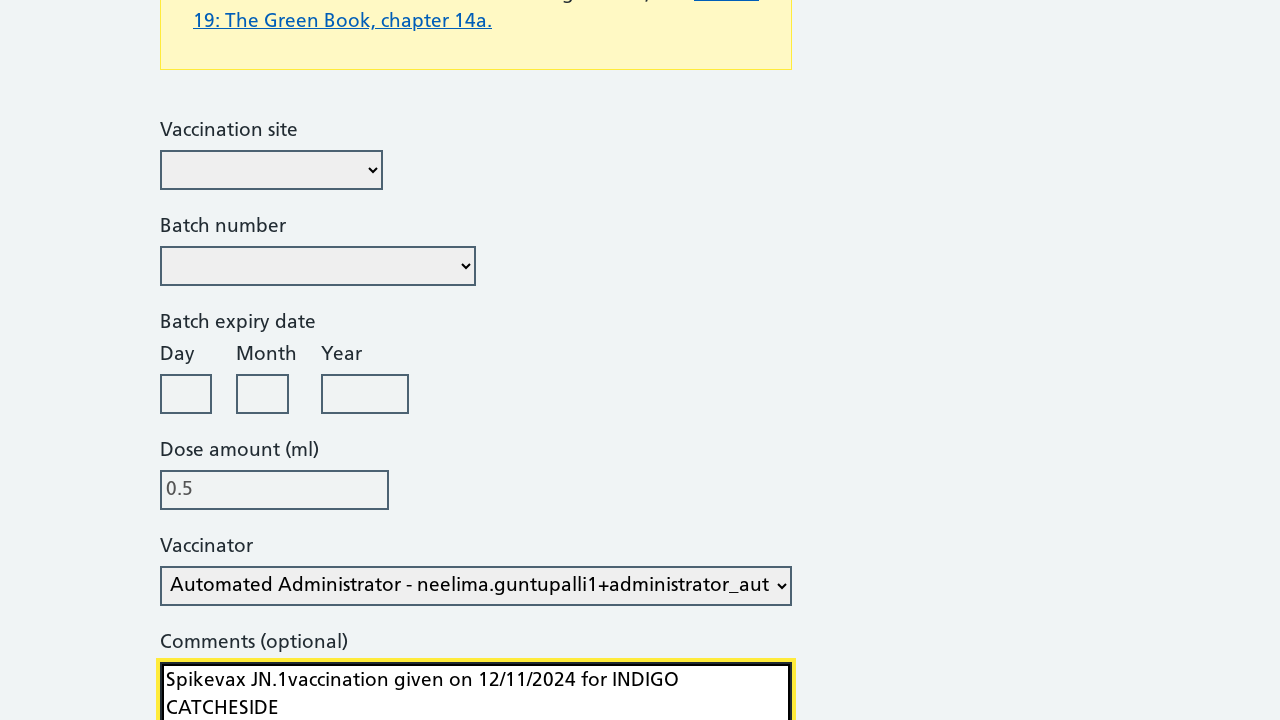 19: The Green Book, chapter 14a.
Vaccination site
Batch number
Batch expiry date
Day Month Year
Dose amount (ml)
0.5
Vaccinator
Automated Administrator - neelima.guntupalli1+administrator_aut
Comments (optional)
Spikevax JN.1vaccination given on 12/11/2024 for INDIGO
CATCHESIDE